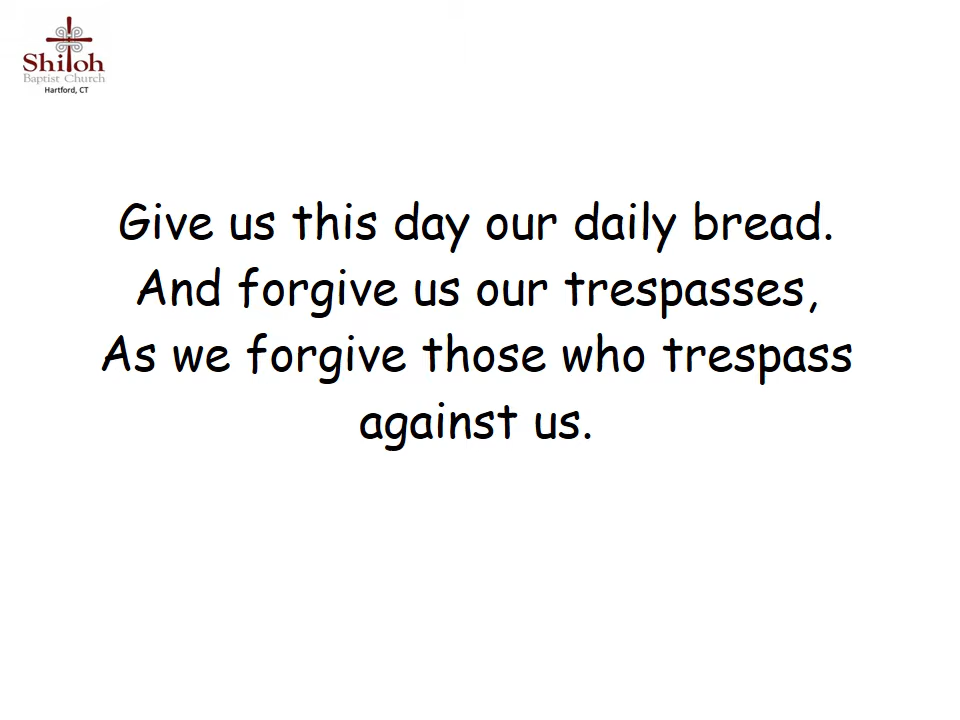 Shiloh
Baptist Church
Hartford, CT
Give us this day our daily bread.
And forgive us our trespasses,
As we forgive those who trespass
against us.